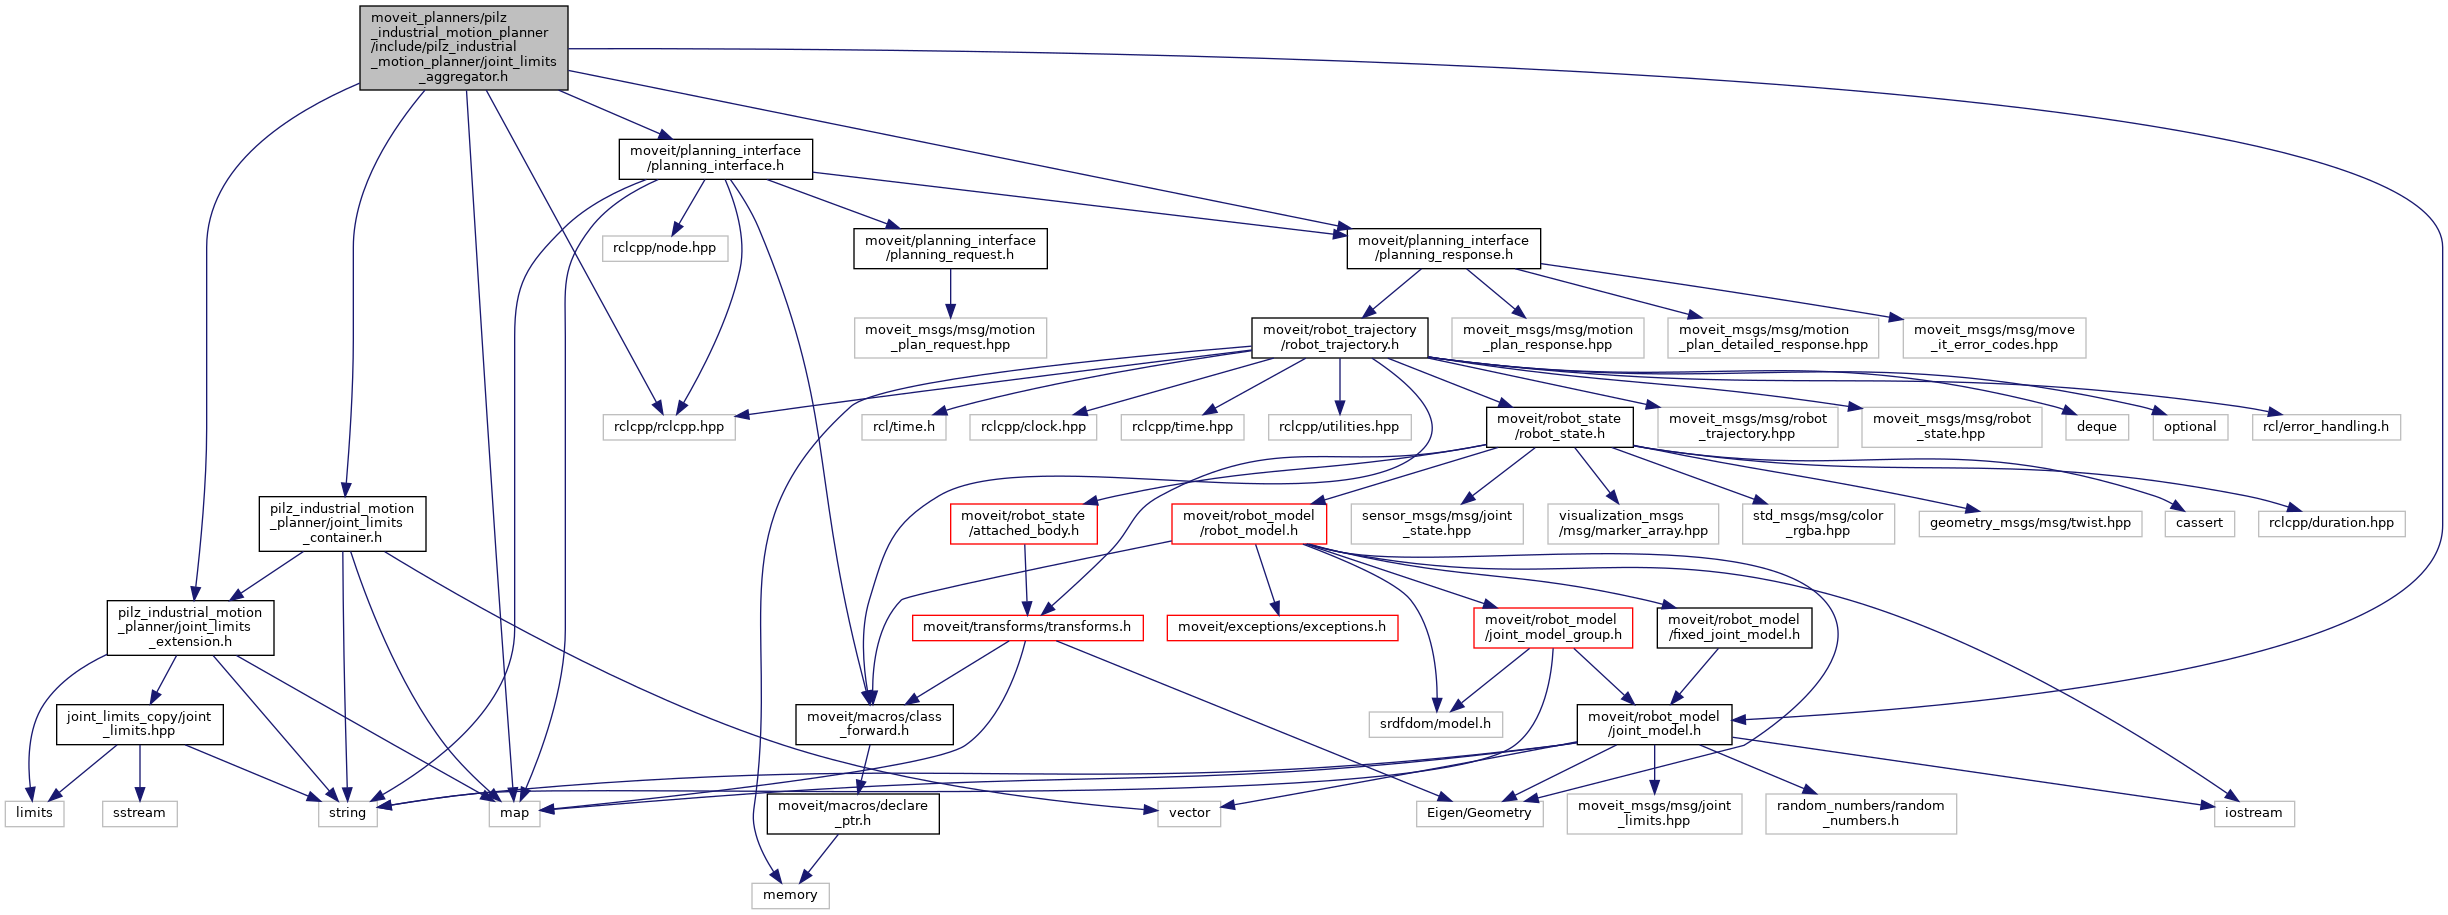 moveit_planners/pilz
_industrial_motion_planner
/include/pilz_industrial
_motion_planner/joint_limits
_aggregator.h
moveit/planning_interface
/planning_interface.h
rclcpp/node.hpp
moveit/planning_interface
/planning_request.h
moveit/planning_interface
/planning_response.h
moveit_msgs/msg/motion
_plan_request.hpp
moveit/robot_trajectory
/robot_trajectory.h
moveit_msgs/msg/motion
_plan_response.hpp
moveit_msgs/msg/motion
_plan_detailed_response.hpp
moveit_msgs/msg/move
_it_error_codes.hpp
rclcpp/rclcpp.hpp
rcl/time.h
rclcpp/clock.hpp
rclcpp/time.hpp
rclcpp/utilities.hpp
moveit/robot_state
/robot_state.h
moveit_msgs/msg/robot
_trajectory.hpp
moveit_msgs/msg/robot
_state.hpp
deque
optional
rcl/error_handling.h
pilz_industrial_motion
_planner/joint_limits
_container.h
moveit/robot_state
/attached_body.h
moveit/robot_model
/robot_model.h
sensor_msgs/msg/joint
_state.hpp
visualization_msgs
/msg/marker_array.hpp
std_msgs/msg/color
_rgba.hpp
geometry_msgs/msg/twist.hpp
cassert
rclcpp/duration.hpp
pilz_industrial_motion
_planner/joint_limits
_extension.h
moveit/transforms/transforms.h
moveit/exceptions/exceptions.h
moveit/robot_model
/joint_model_group.h
moveit/robot_model
/fixed_joint_model.h
joint_limits_copy/joint
_limits.hpp
moveit/macros/class
_forward.h
srdfdom/model.h
moveit/robot_model
/joint_model.h
limits
sstream
string
map
moveit/macros/declare
_ptr.h
vector
Eigen/Geometry
moveit_msgs/msg/joint
_limits.hpp
random_numbers/random
_numbers.h
iostream
memory